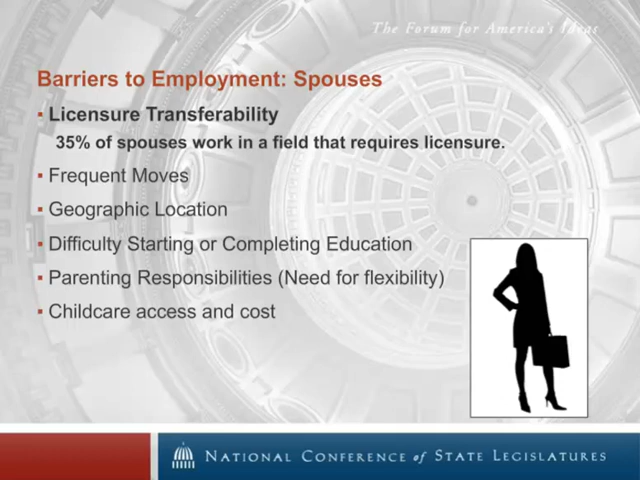 The Forum for America's Ideas
Barriers to Employment: Spouses
▪ Licensure Transferability
35% of spouses work in a field that requires licensure.
▪ Frequent Moves
▪ Geographic Location
▪ Difficulty Starting or Completing Education
▪ Parenting Responsibilities (Need for flexibility)
▪ Childcare access and cost
NATIONAL CONFERENCE of STATE LEGISLATURES